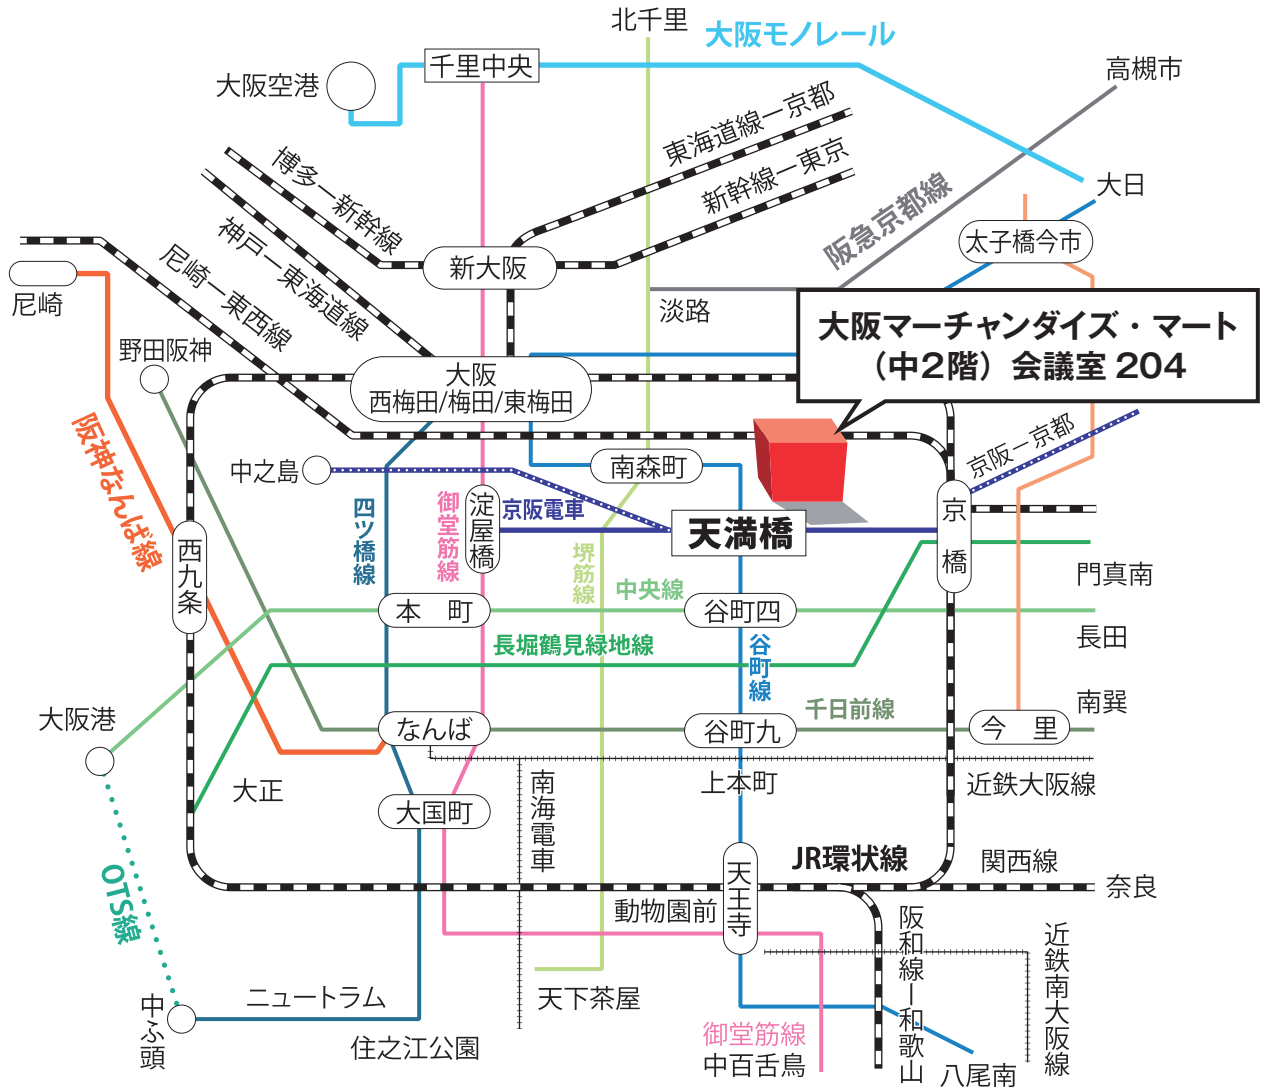 北千里
大阪モノレール
千里中央
高槻市
大阪空港
東海道線ー京都
博多ー新幹線
新幹線ー東京
大日
阪急京都線
神戸ー東海道線
太子橋今市
尼崎ー東西線
新大阪
尼崎
淡路
大阪マーチャンダイズ・マート
（中2階）会議室 204
野田阪神
大阪
西梅田/梅田/東梅田
阪神なんば線
京阪ー京都
中之島
南森町
四ツ橋線
御堂筋線
淀屋橋
京阪電車
天満橋
京橋
西九条
堺筋線
中央線
門真南
本町
谷町四
長田
長堀鶴見緑地線
谷町線
南巽
大阪港
なんば
谷町九
千日前線
今里
大正
大国町
南海電車
上本町
近鉄大阪線
OTS線
天王寺
JR環状線
関西線
奈良
動物園前
阪和線ー和歌山
近鉄南大阪線
中ふ頭
ニュートラム
天下茶屋
住之江公園
御堂筋線
中百舌鳥
八尾南